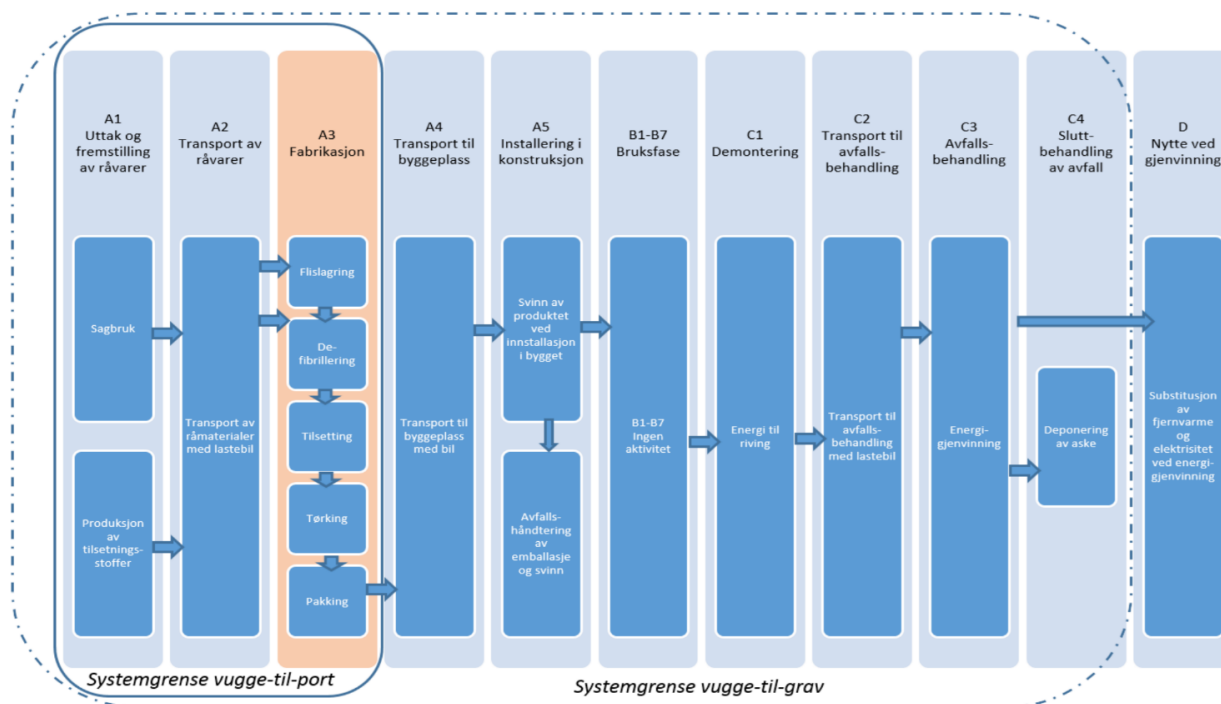 A1
Uttak og
fremstilling
av råvarer
A2
Transport av
råvarer
A3
Fabrikasjon
A4
Transport til
byggeplass
A5
Installering i
konstruksjon
B1-B7
Bruksfase
C1
Demontering
C2
Transport til
avfalls-
behandling
C3
Avfalls-
behandling
C4
Slutt-
behandling
av avfall
D
Nytte ved
gjenvinning
Sagbruk
Produksjon
av
tilsetnings-
stoffer
Transport av
råmaterialer
med lastebil
Flislagring
De-
fibrillering
Tilsetting
Tørking
Pakking
Transport til
byggeplass
med bil
Svinn av
produktet ved
innstallasjon
i bygget
Avfalls-
håndtering
av
emballasje
og svinn
B1-B7
Ingen
aktivitet
Energi til
riving
Transport til
avfalls-
behandling
med lastebil
Energi-
gjenvinning
Deponering
av aske
Substitusjon
av
fjernvarme
og
elektrisitet
ved energi-
gjenvinning
Systemgrense vugge-til-port
Systemgrense vugge-til-grav